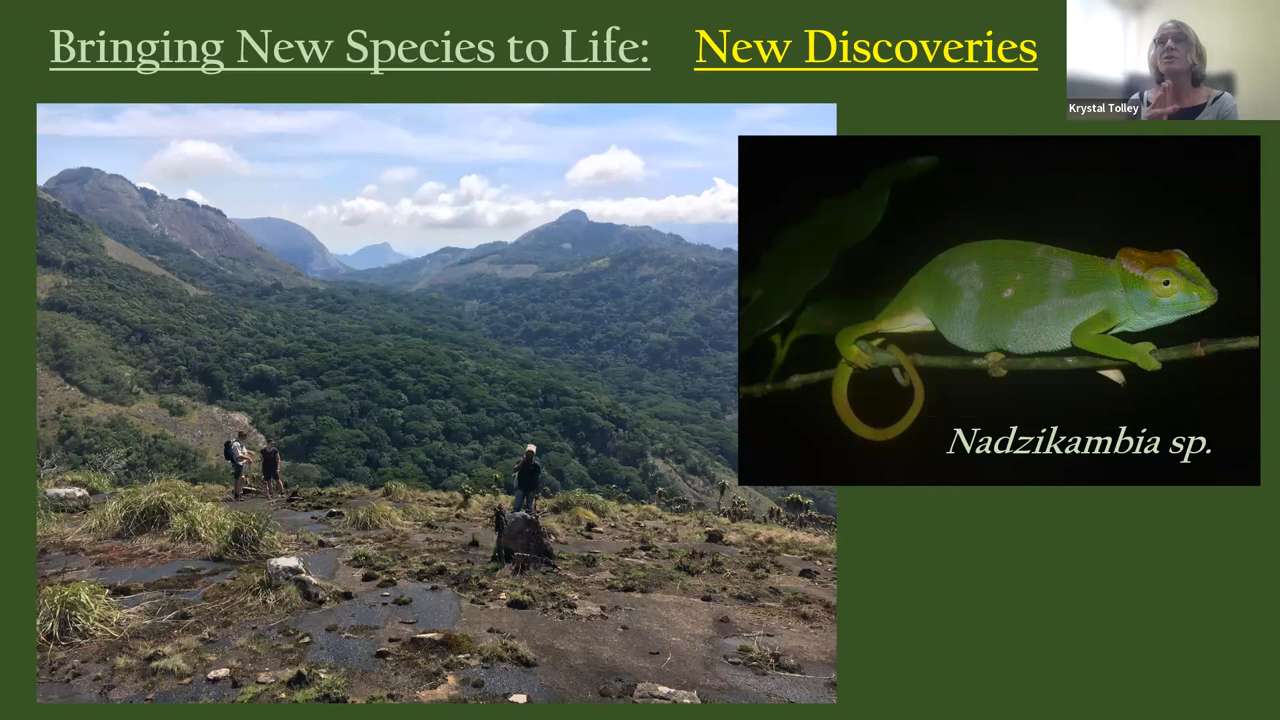 Bringing New Species to Life: New Discoveries
Krystal Tolley
Nadzikambia sp.